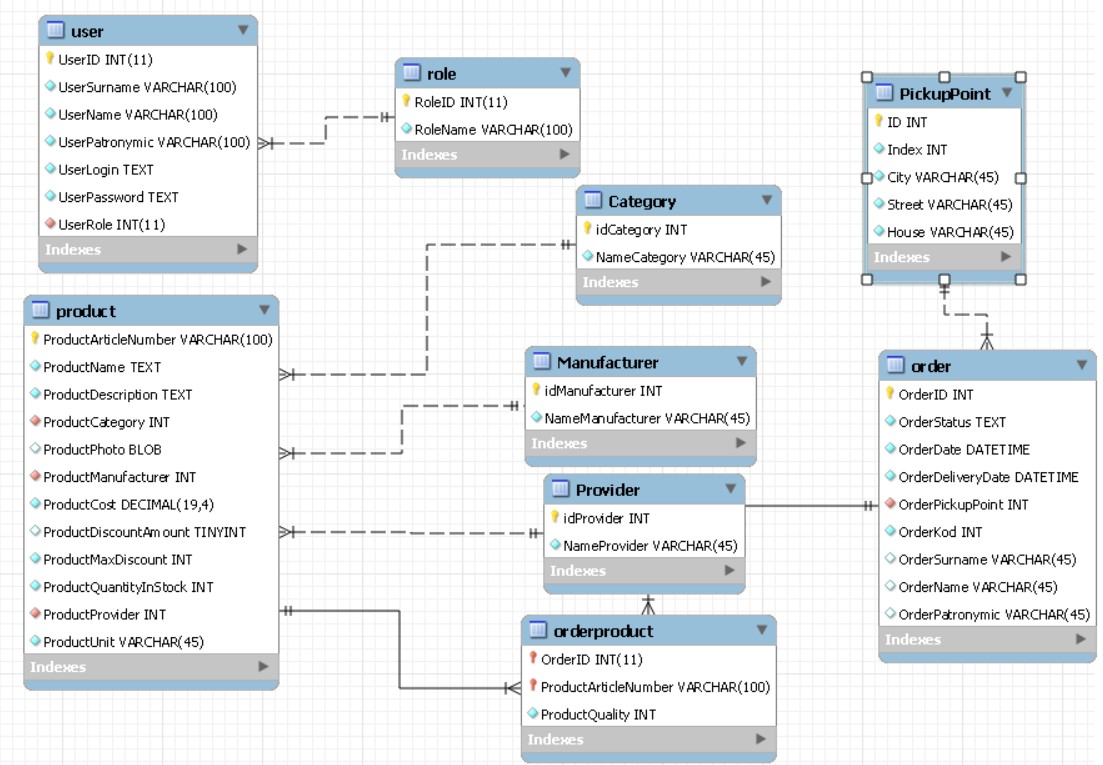 user
UserID INT(11)
UserSurname VARCHAR(100)
UserName VARCHAR(100)
UserPatronymic VARCHAR(100)
UserLogin TEXT
UserPassword TEXT
UserRole INT(11)
Indexes
role
RoleID INT(11)
RoleName VARCHAR(100)
Indexes
PickupPoint
ID INT
Index INT
City VARCHAR(45)
Street VARCHAR(45)
House VARCHAR(45)
Indexes
Category
idCategory INT
NameCategory VARCHAR(45)
Indexes
product
ProductArticleNumber VARCHAR(100)
ProductName TEXT
ProductDescription TEXT
ProductCategory INT
ProductPhoto BLOB
ProductManufacturer INT
ProductCost DECIMAL(19,4)
ProductDiscountAmount TINYINT
ProductMaxDiscount INT
ProductQuantityInStock INT
ProductProvider INT
ProductUnit VARCHAR(45)
Indexes
Manufacturer
idManufacturer INT
NameManufacturer VARCHAR(45)
Indexes
Provider
idProvider INT
NameProvider VARCHAR(45)
Indexes
order
OrderID INT
OrderStatus TEXT
OrderDate DATETIME
OrderDeliveryDate DATETIME
OrderPickupPoint INT
OrderKod INT
OrderSurname VARCHAR(45)
OrderName VARCHAR(45)
OrderPatronymic VARCHAR(45)
Indexes
orderproduct
OrderID INT(11)
ProductArticleNumber VARCHAR(100)
ProductQuality INT
Indexes